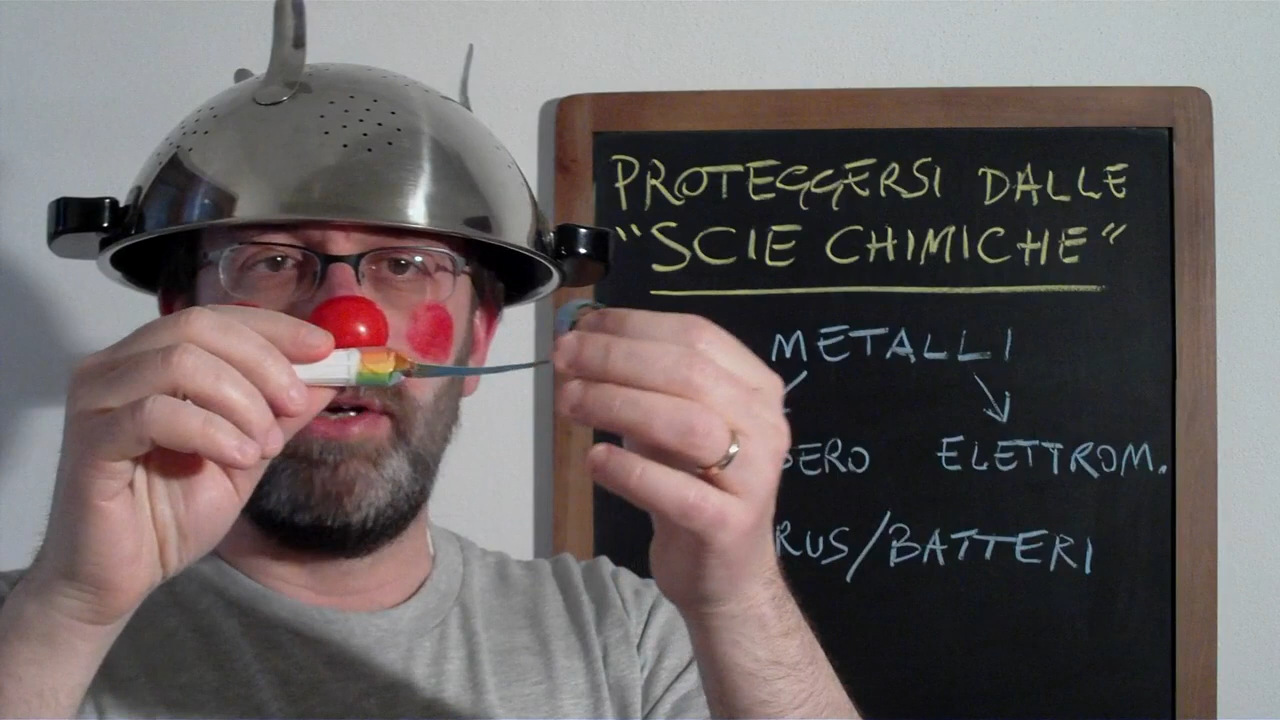 PROTEGGERSI DALLE
"SCIE CHIMICHE"
METALLI
ELETTROM.
/BATTERI